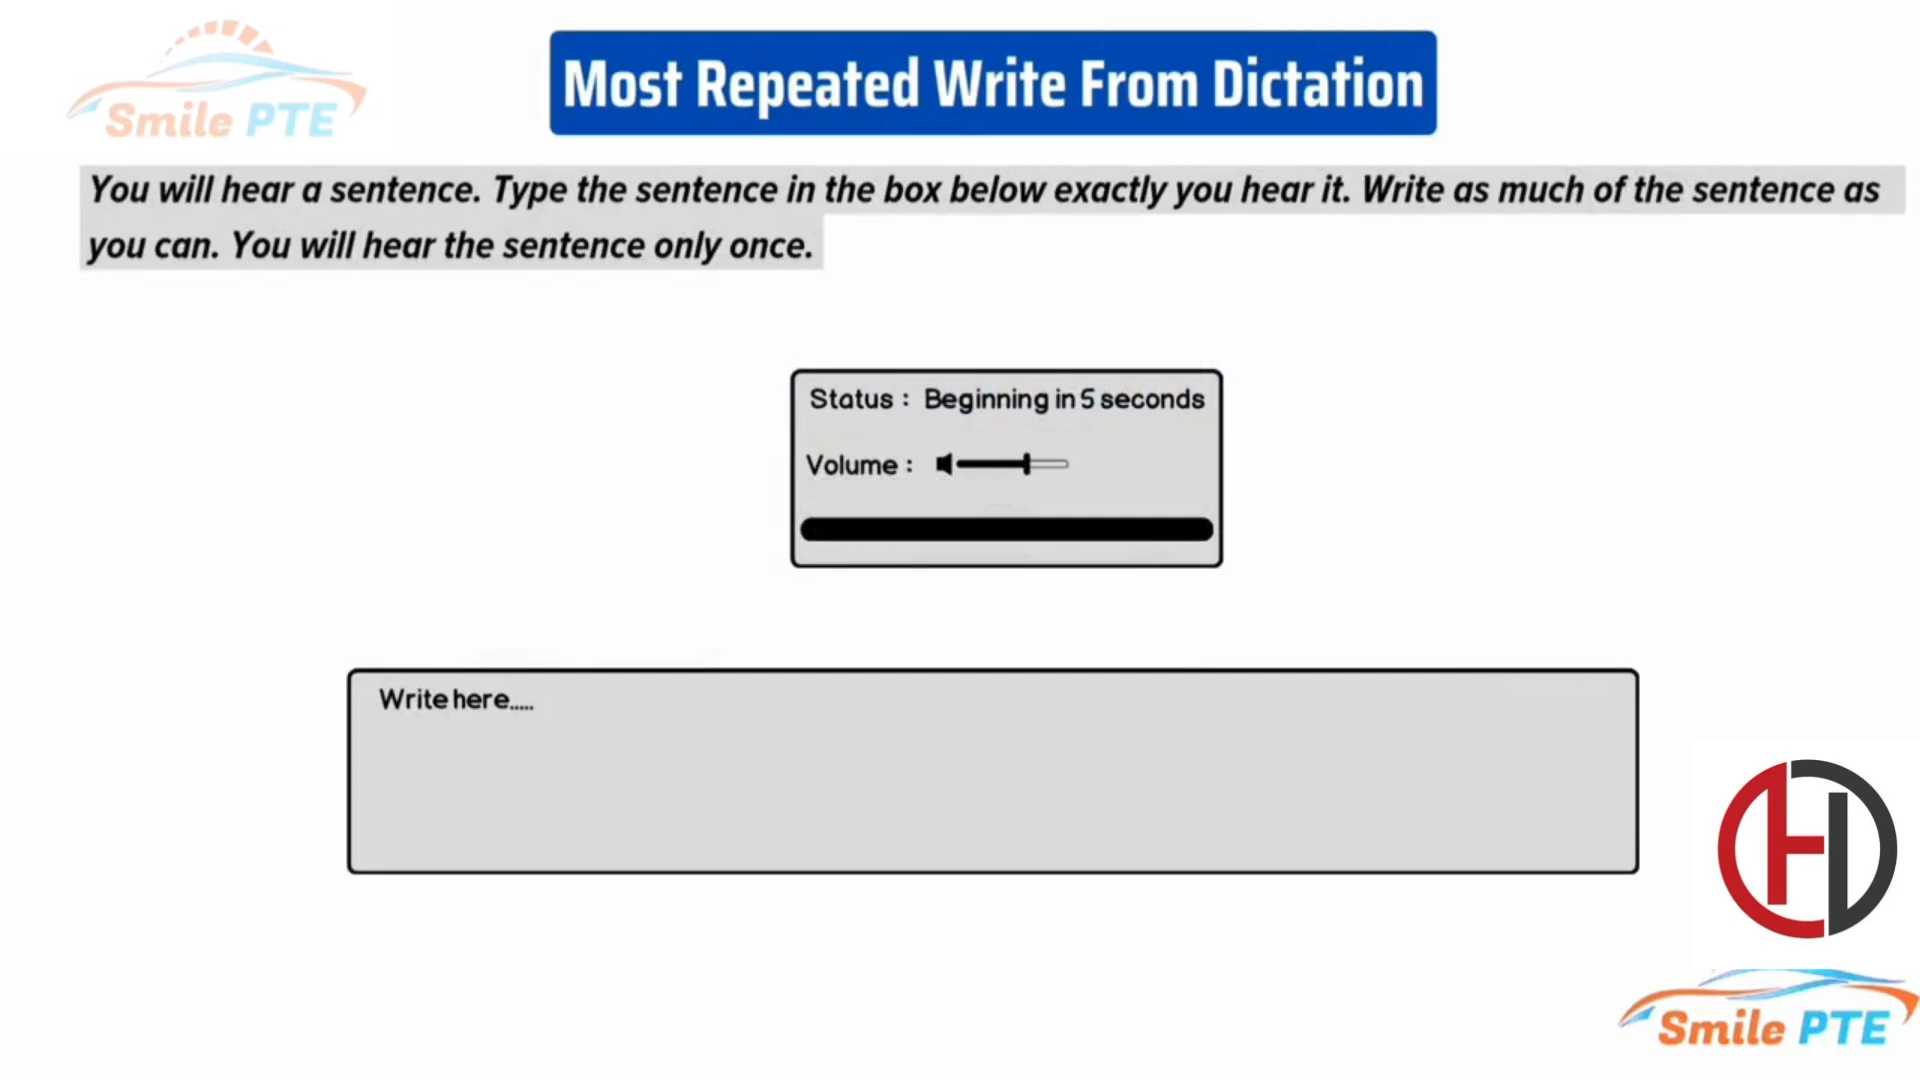 Smile PTE
Most Repeated Write From Dictation
You will hear a sentence. Type the sentence in the box below exactly you hear it. Write as much of the sentence as
you can. You will hear the sentence only once.
Status : Beginning in 5 seconds
Volume :
Write here.....
Smile PTE